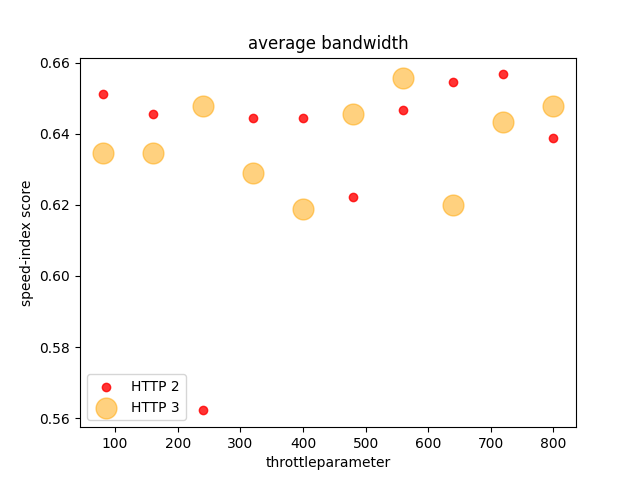 average bandwidth
speed-index score
0.66
0.64
0.62
0.60
0.58
0.56
HTTP 2
HTTP 3
100 200 300 400 500 600 700 800
throttleparameter